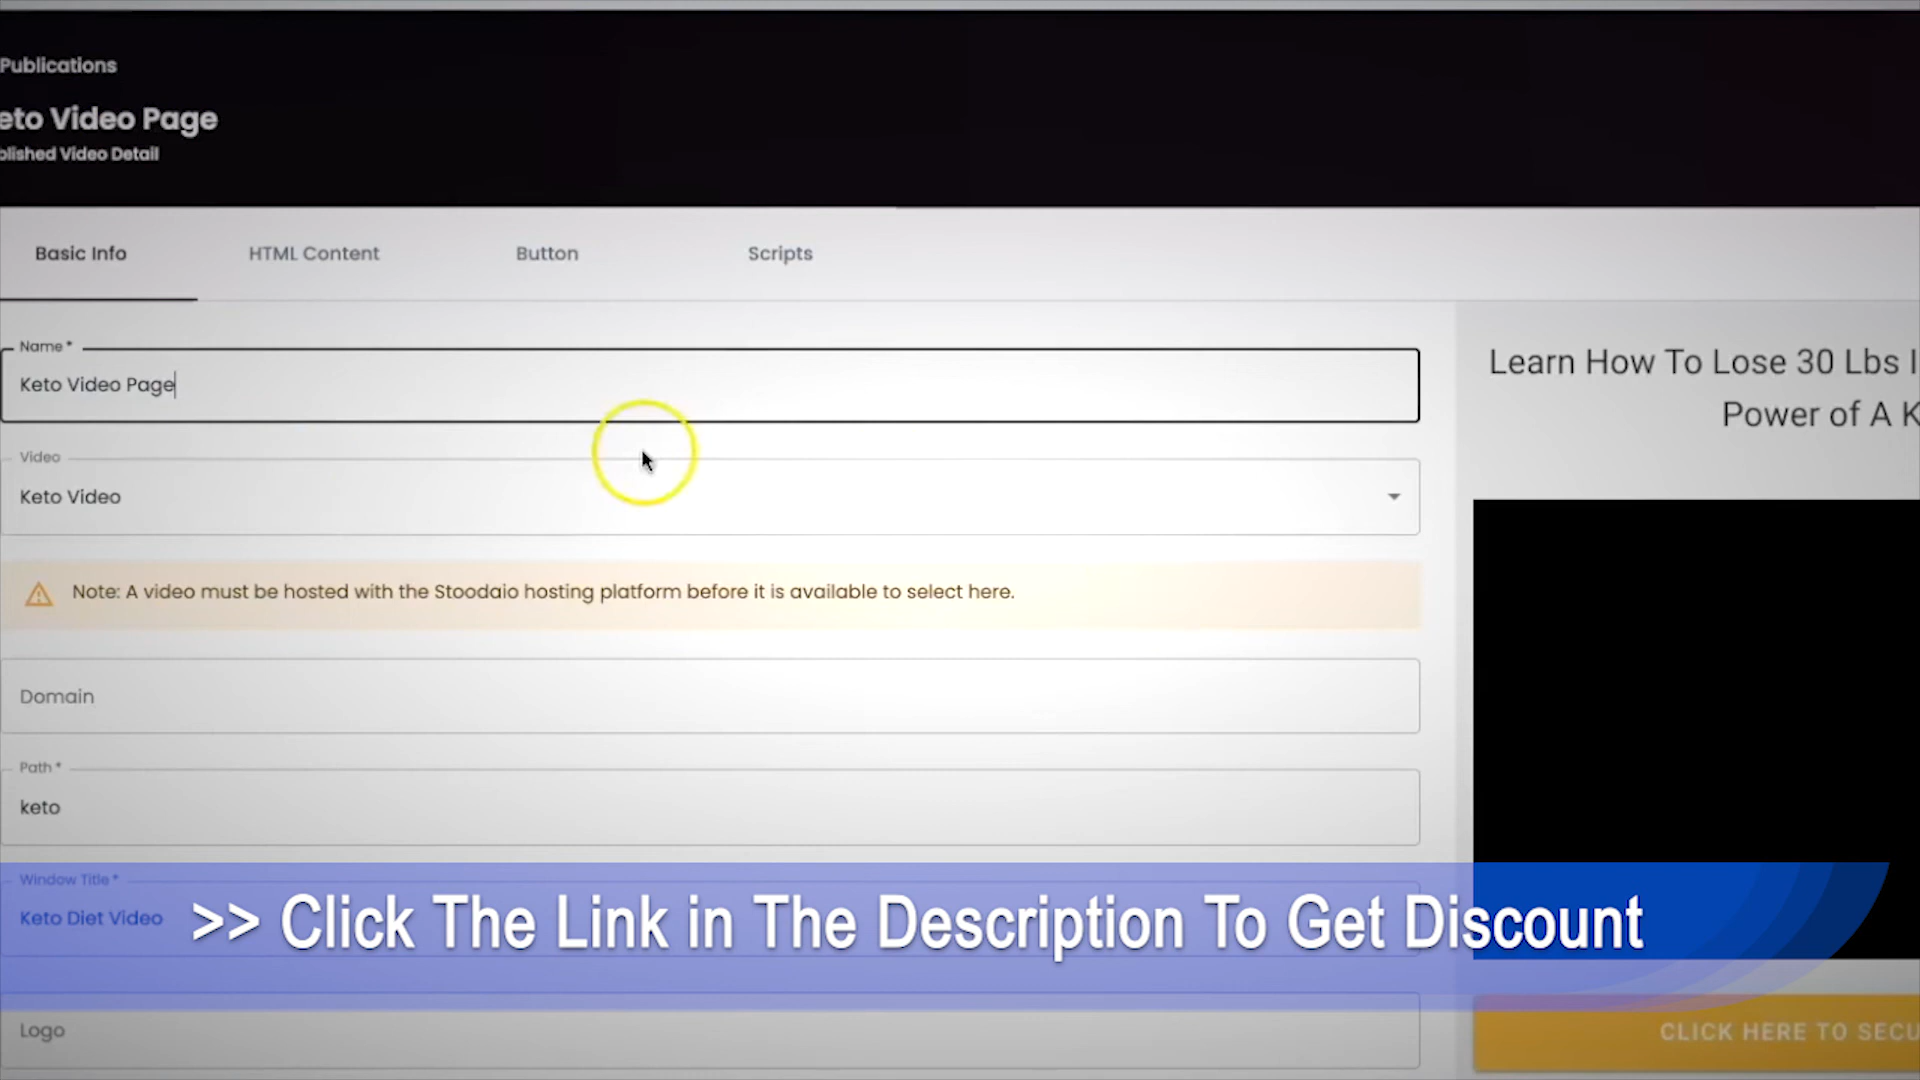 Publications
eto Video Page
blished Video Detail
Basic Info
HTML Content
Button
Scripts
Name *
Keto Video Page
Video
Keto Video
Note: A video must be hosted with the Stoodaio hosting platform before it is available to select here.
Domain
Path *
keto
Window Title *
Keto Diet Video
>> Click The Link in The Description To Get Discount
Logo
Learn How To Lose 30 Lbs I
Power of A K
CLICK HERE TO SECU